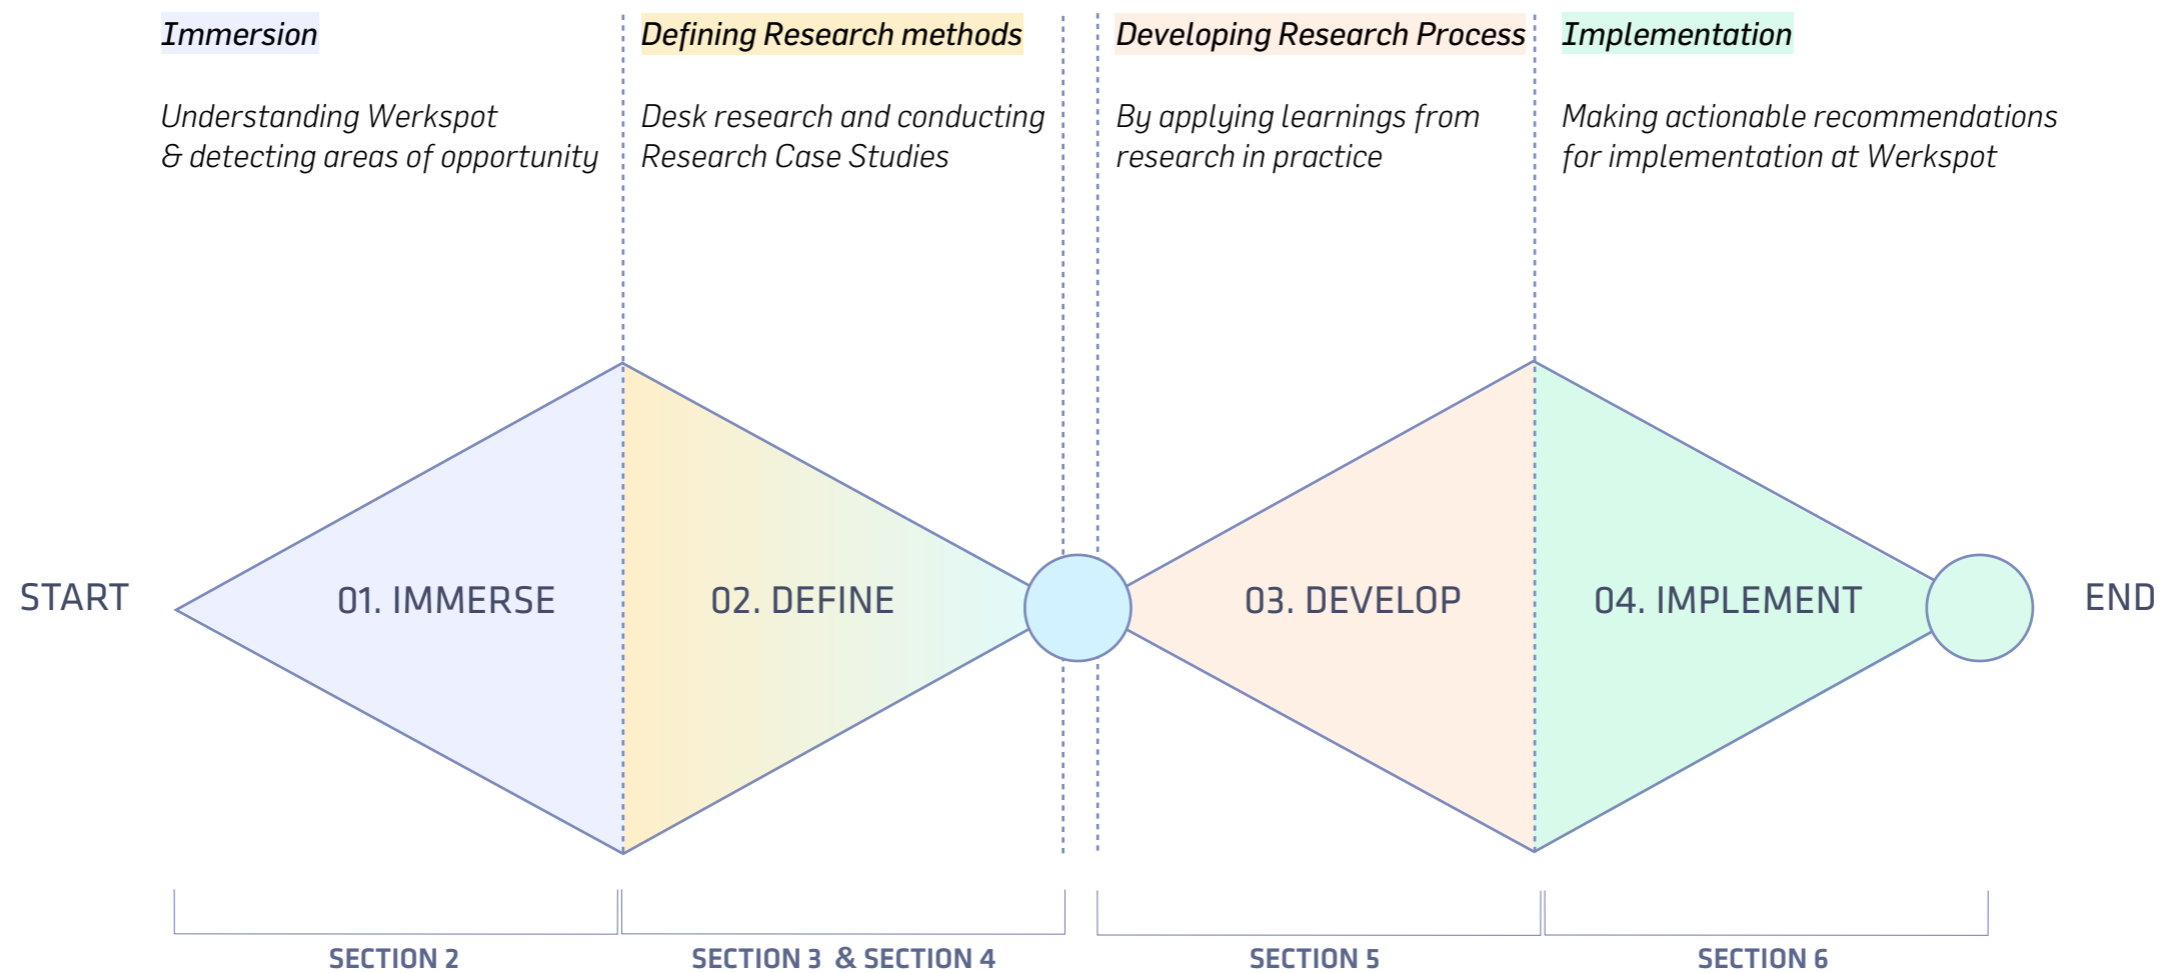 Immersion
Understanding Werkspot
& detecting areas of opportunity
Defining Research methods
Desk research and conducting
Research Case Studies
Developing Research Process
By applying learnings from
research in practice
Implementation
Making actionable recommendations
for implementation at Werkspot
START
01. IMMERSE
02. DEFINE
03. DEVELOP
04. IMPLEMENT
END
SECTION 2
SECTION 3 & SECTION 4
SECTION 5
SECTION 6